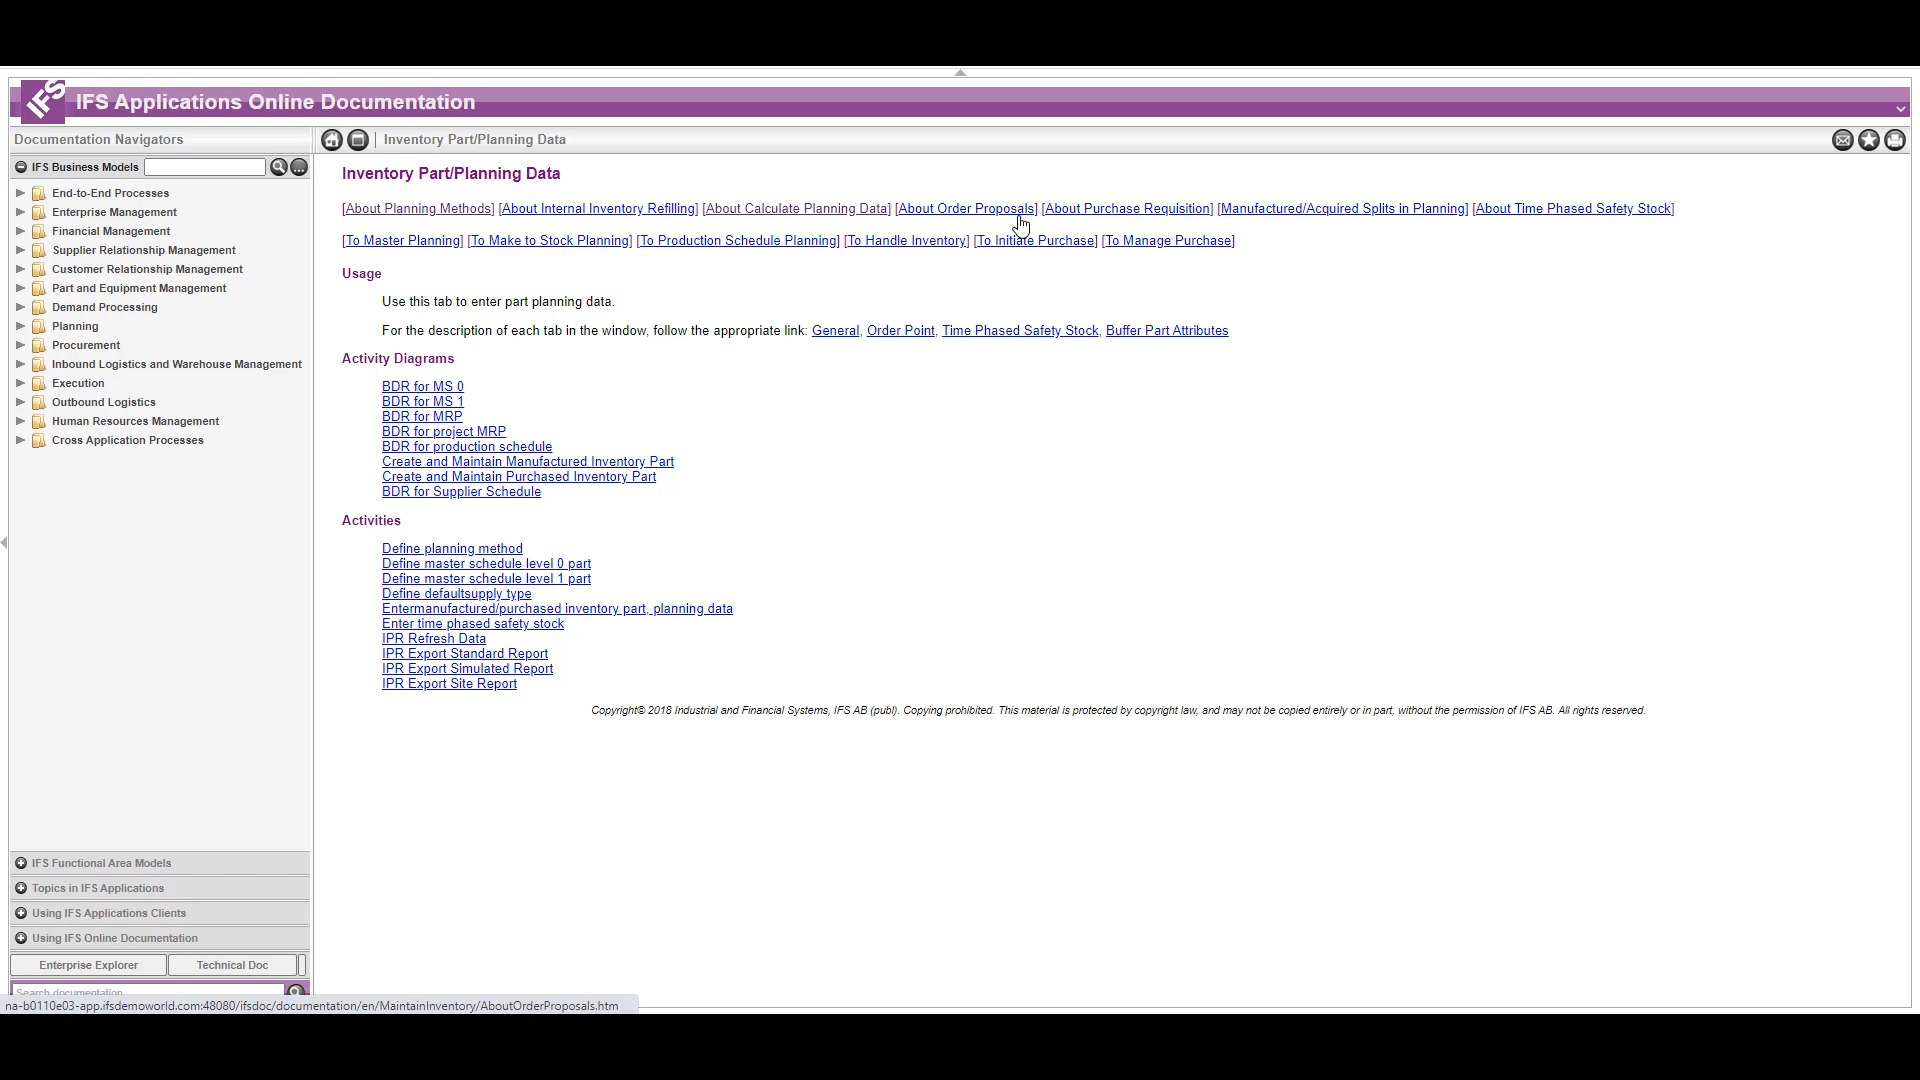 IFS
IFS Applications Online Documentation
Documentation Navigators
Inventory Part/Planning Data
IFS Business Models
End-to-End Processes
Enterprise Management
Financial Management
Supplier Relationship Management
Customer Relationship Management
Part and Equipment Management
Demand Processing
Planning
Procurement
Inbound Logistics and Warehouse Management
Execution
Outbound Logistics
Human Resources Management
Cross Application Processes
IFS Functional Area Models
Topics in IFS Applications
Using IFS Applications Clients
Using IFS Online Documentation
Enterprise Explorer
Technical Doc
Search documentation
Inventory Part/Planning Data
[About Planning Methods] [About Internal Inventory Refilling] [About Calculate Planning Data] [About Order Proposals] [About Purchase Requisition] [Manufactured/Acquired Splits in Planning] [About Time Phased Safety Stock]
[To Master Planning] [To Make to Stock Planning] [To Production Schedule Planning] [To Handle Inventory] [To Initiate Purchase] [To Manage Purchase]
Usage
Use this tab to enter part planning data.
For the description of each tab in the window, follow the appropriate link: General, Order Point, Time Phased Safety Stock, Buffer Part Attributes
Activity Diagrams
BDR for MS 0
BDR for MS 1
BDR for MRP
BDR for project MRP
BDR for production schedule
Create and Maintain Manufactured Inventory Part
Create and Maintain Purchased Inventory Part
BDR for Supplier Schedule
Activities
Define planning method
Define master schedule level 0 part
Define master schedule level 1 part
Define defaultsupply type
Entermanufactured/purchased inventory part, planning data
Enter time phased safety stock
IPR Refresh Data
IPR Export Standard Report
IPR Export Simulated Report
IPR Export Site Report
Copyright© 2018 Industrial and Financial Systems, IFS AB (publ). Copying prohibited. This material is protected by copyright law, and may not be copied entirely or in part, without the permission of IFS AB. All rights reserved.
na-b0110e03-app.ifsdemoworld.com:48080/ifsdoc/documentation/en/MaintainInventory/AboutOrderProposals.htm